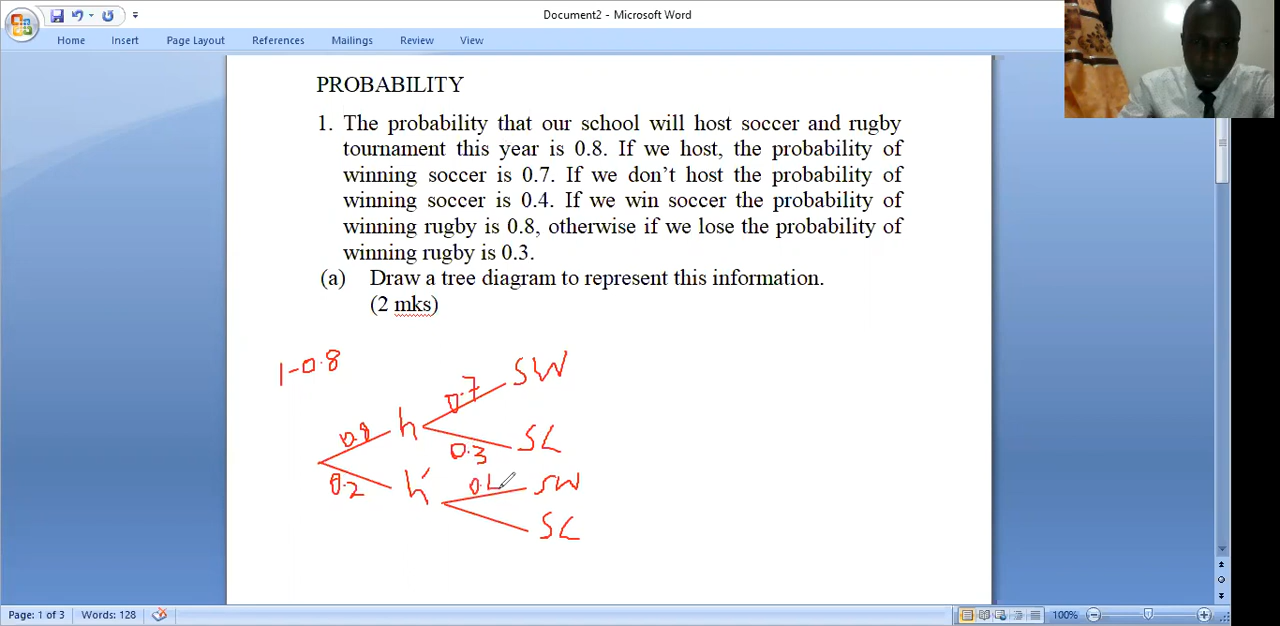 Document2 - Microsoft Word
Home Insert Page Layout References Mailings Review View
PROBABILITY
1. The probability that our school will host soccer and rugby
tournament this year is 0.8. If we host, the probability of
winning soccer is 0.7. If we don’t host the probability of
winning soccer is 0.4. If we win soccer the probability of
winning rugby is 0.8, otherwise if we lose the probability of
winning rugby is 0.3.
(a) Draw a tree diagram to represent this information.
(2 mks)
1-0.8
0.7 SW
0.8 h
0.3 SL
0.2 h'
0.L SW
SL
Page: 1 of 3 Words: 128 100%